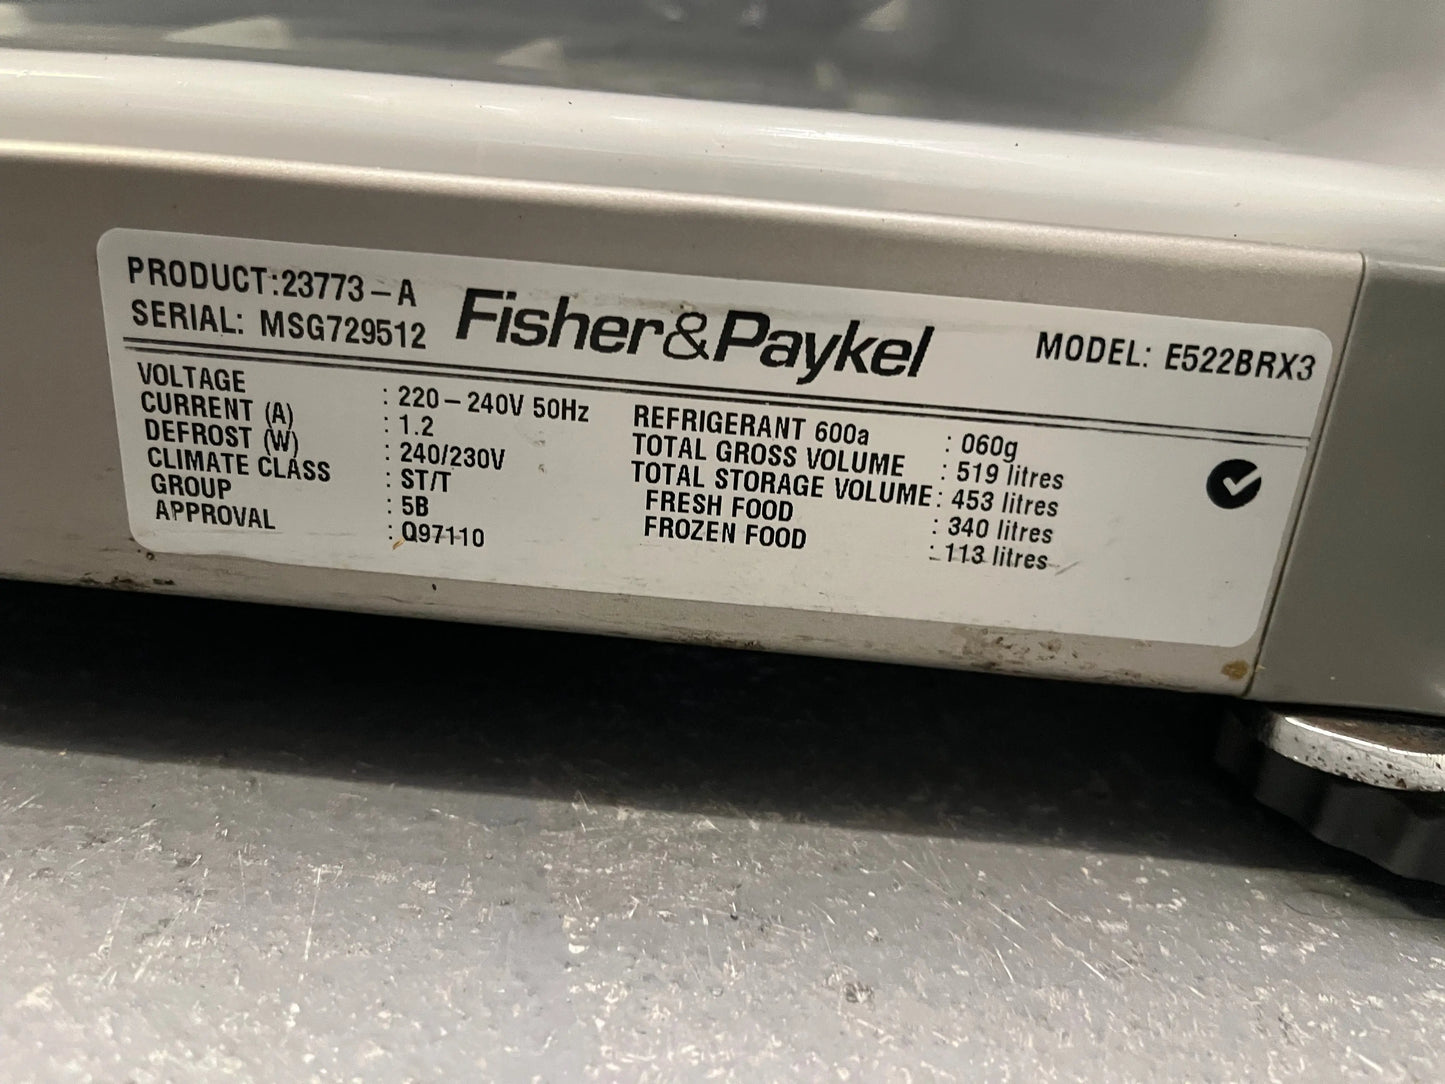 PRODUCT:23773-A
SERIAL: MSG729512
Fisher&Paykel
MODEL: E522BRX3
VOLTAGE : 220-240V 50Hz
CURRENT (A) : 1.2
DEFROST (W) : 240/230V
CLIMATE CLASS : ST/T
GROUP : 5B
APPROVAL : Q97110
REFRIGERANT 600a : 060g
TOTAL GROSS VOLUME : 519 litres
TOTAL STORAGE VOLUME : 453 litres
FRESH FOOD : 340 litres
FROZEN FOOD : 113 litres